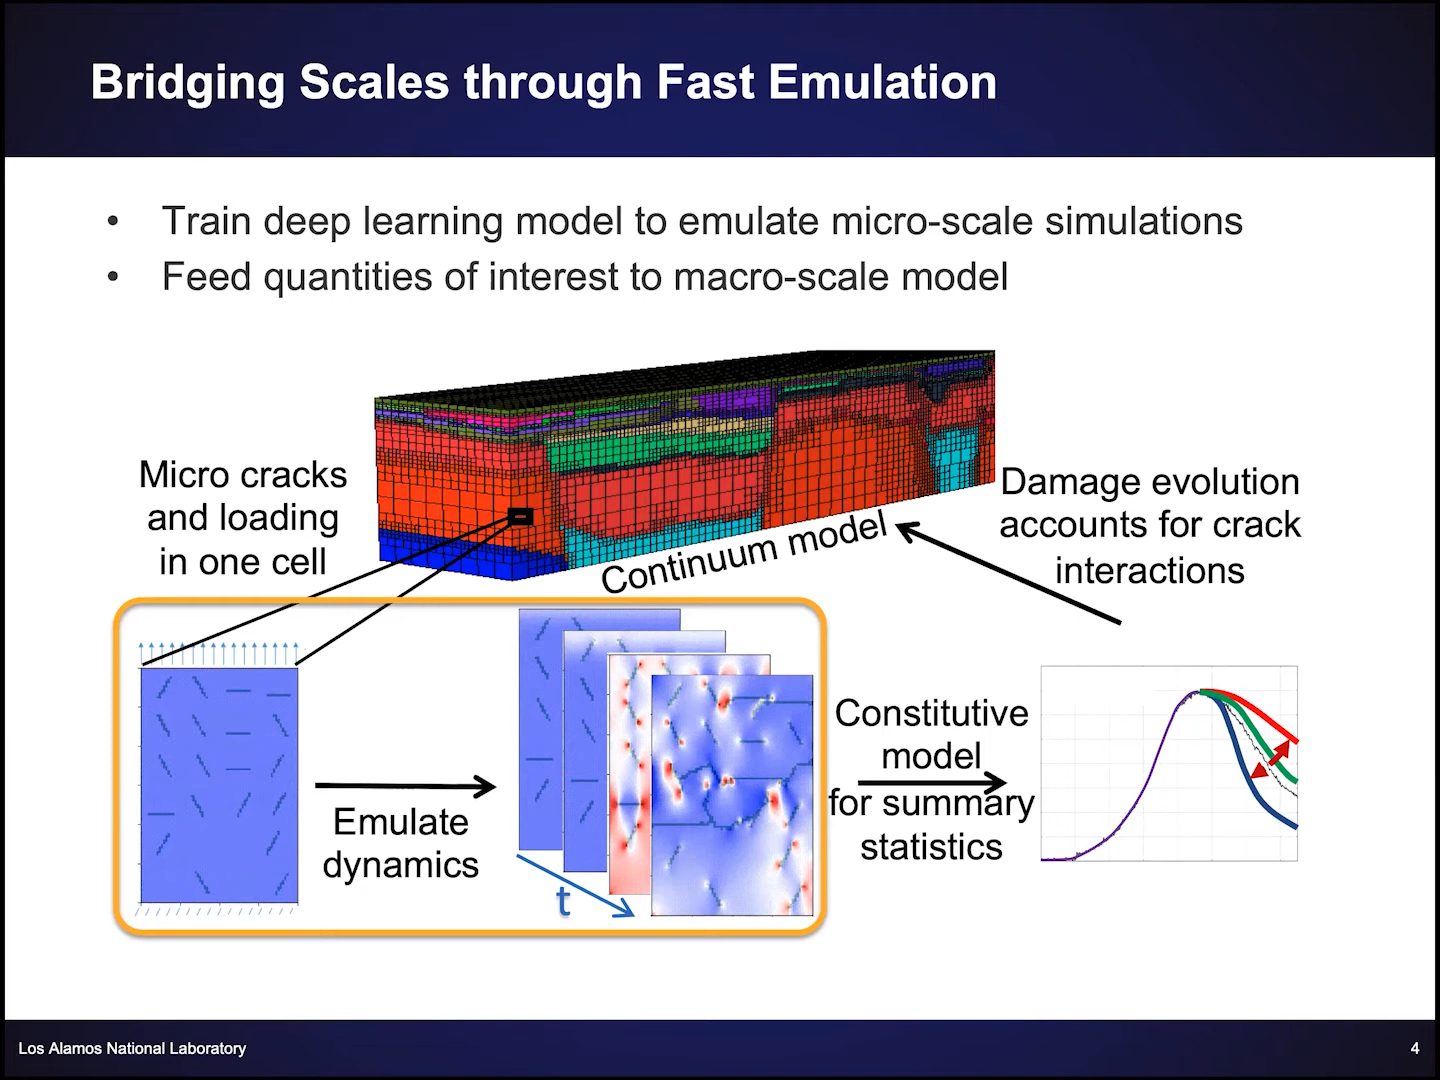 Bridging Scales through Fast Emulation
• Train deep learning model to emulate micro-scale simulations
• Feed quantities of interest to macro-scale model
Micro cracks
and loading
in one cell
Continuum model
Damage evolution
accounts for crack
interactions
Emulate
dynamics
t
Constitutive
model
for summary
statistics
Los Alamos National Laboratory
4